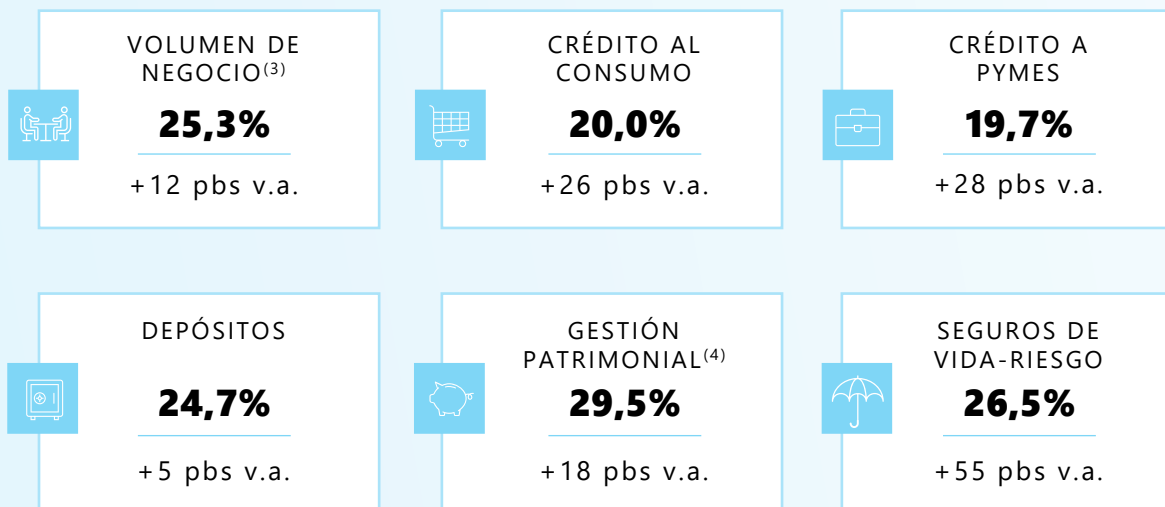 VOLUMEN DE
NEGOCIO(3)
25,3%
+12 pbs v.a.
CRÉDITO AL
CONSUMO
20,0%
+26 pbs v.a.
CRÉDITO A
PYMES
19,7%
+28 pbs v.a.
DEPÓSITOS
24,7%
+5 pbs v.a.
GESTIÓN
PATRIMONIAL(4)
29,5%
+18 pbs v.a.
SEGUROS DE
VIDA-RIESGO
26,5%
+55 pbs v.a.